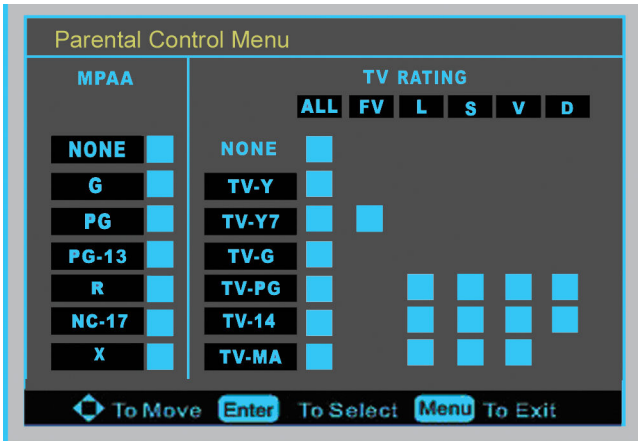 Parental Control Menu
MPAA
TV RATING
ALL FV L S V D
NONE NONE
G TV-Y
PG TV-Y7
PG-13 TV-G
R TV-PG
NC-17 TV-14
X TV-MA
To Move Enter To Select Menu To Exit